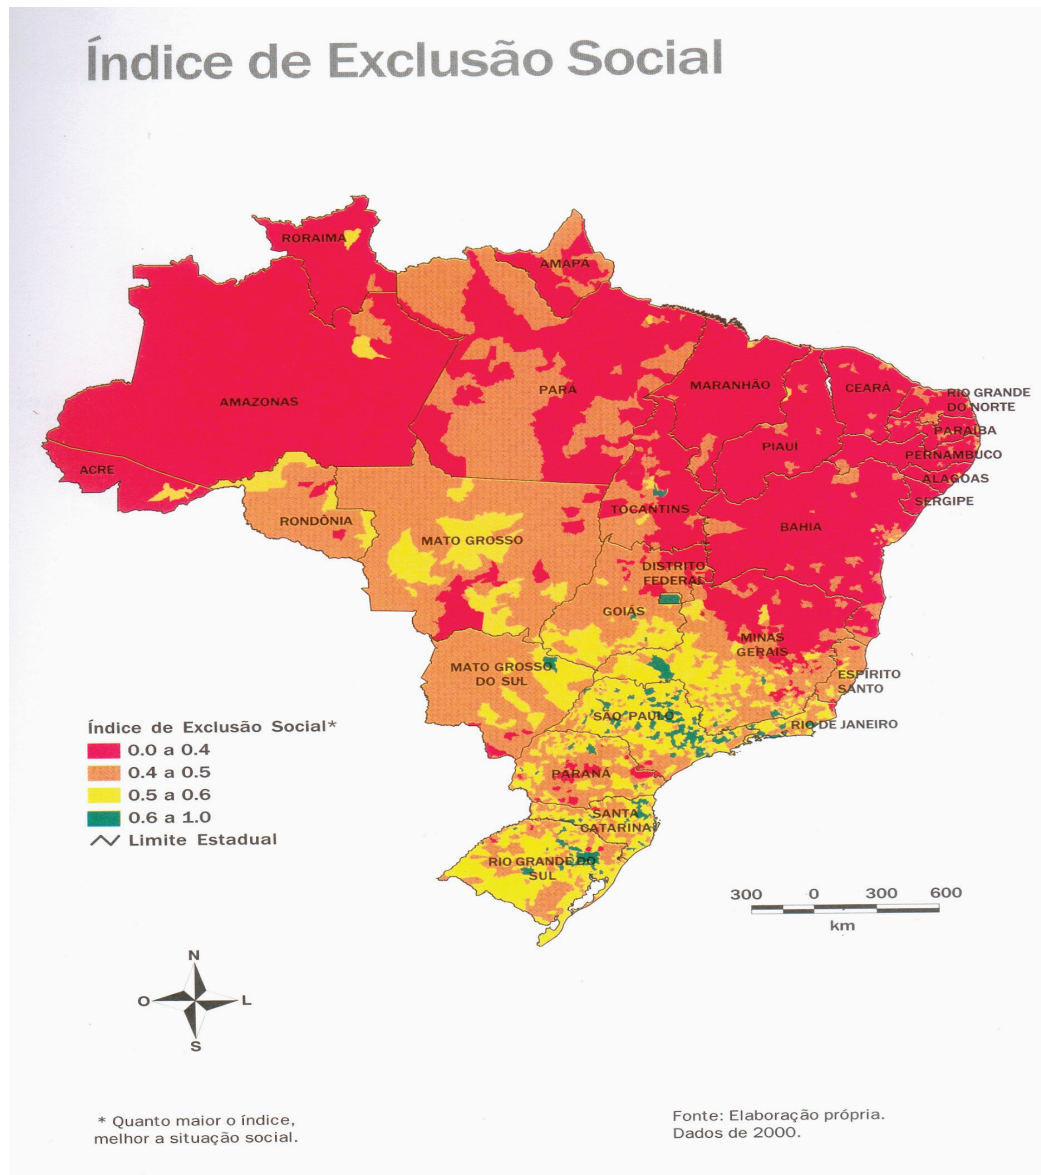 Índice de Exclusão Social
RORAIMA
AMAPÁ
AMAZONAS
PARÁ
MARANHÃO
CEARÁ
RIO GRANDE
DO NORTE
PARAÍBA
PIAUÍ
PERNAMBUCO
ACRE
ALAGOAS
SERGIPE
TOCANTINS
RONDÔNIA
BAHIA
MATO GROSSO
DISTRITO
FEDERAL
GOIÁS
MINAS
GERAIS
MATO GROSSO
DO SUL
ESPÍRITO
SANTO
SÃO PAULO
RIO DE JANEIRO
PARANÁ
SANTA
CATARINA
RIO GRANDE DO
SUL
Índice de Exclusão Social*
0.0 a 0.4
0.4 a 0.5
0.5 a 0.6
0.6 a 1.0
Limite Estadual
300 0 300 600
km
N
O L
S
* Quanto maior o índice,
melhor a situação social.
Fonte: Elaboração própria.
Dados de 2000.